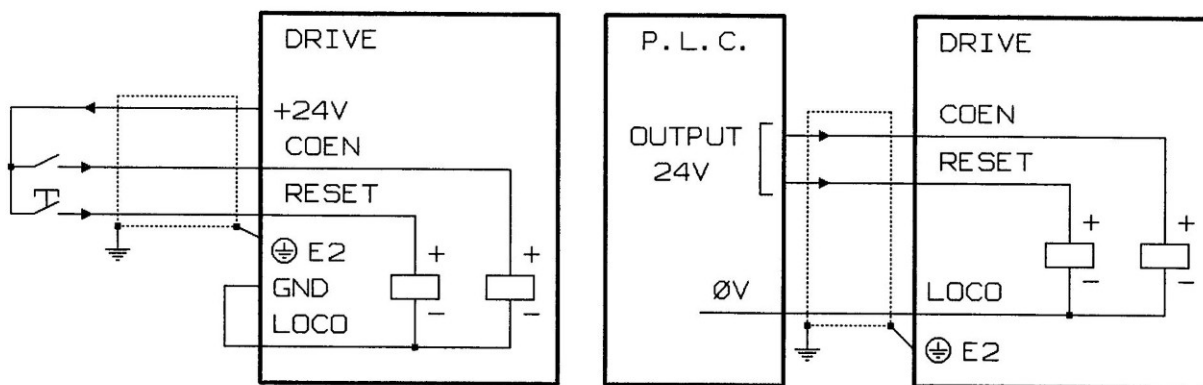 DRIVE
+24V
COEN
RESET
E2
GND
LOCO
+
+
-
-
P.L.C.
OUTPUT
24V
ØV
DRIVE
COEN
RESET
LOCO
E2
+
+
-
-